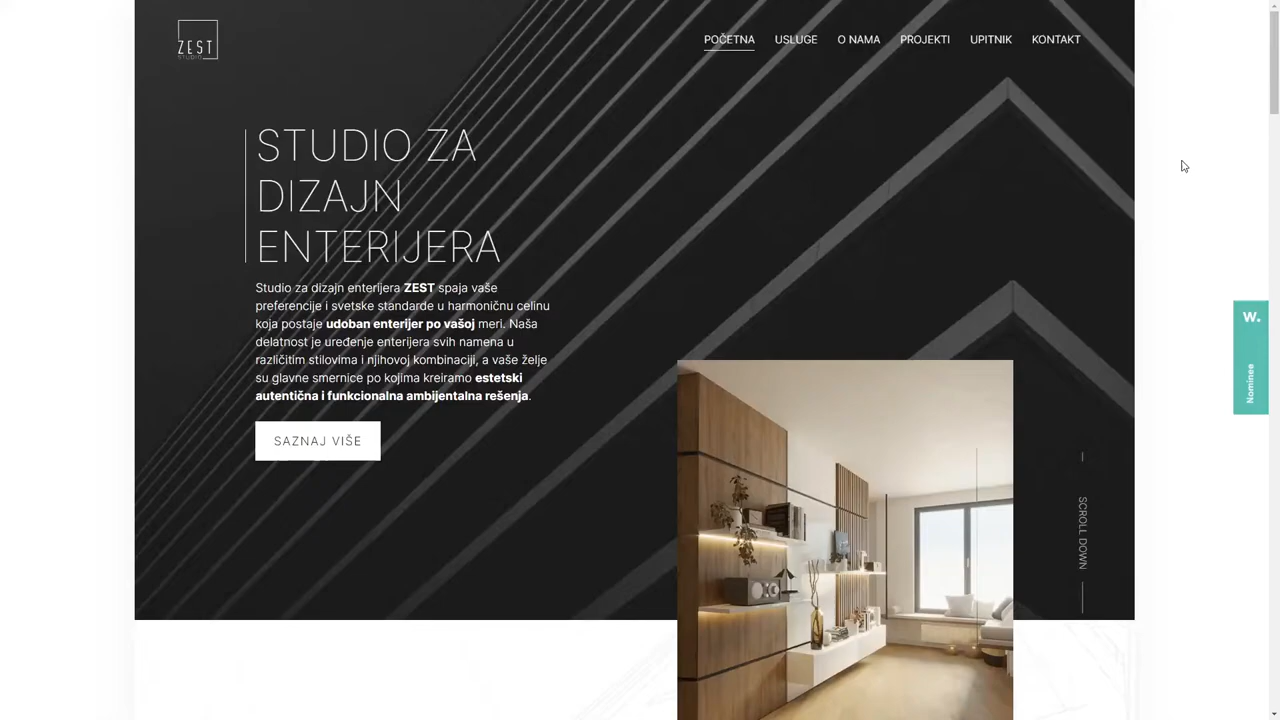 ZEST
STUDIO
POČETNA
USLUGE
O NAMA
PROJEKTI
UPITNIK
KONTAKT
STUDIO ZA
DIZAJN
ENTERIJERA
Studio za dizajn enterijera ZEST spaja vaše
preferencije i svetske standarde u harmoničnu celinu
koja postaje udoban enterijer po vašoj meri. Naša
delatnost je uređenje enterijera svih namena u
različitim stilovima i njihovoj kombinaciji, a vaše želje
su glavne smernice po kojima kreiramo estetski
autentična i funkcionalna ambijentalna rešenja.
SAZNAJ VIŠE
SCROLL DOWN
W.
Nominee